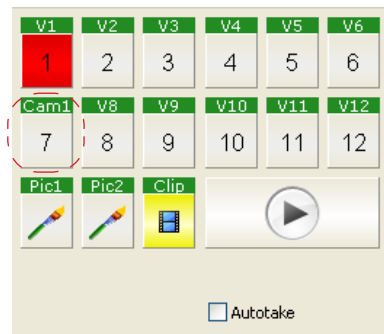 V1 V2 V3 V4 V5 V6
1 2 3 4 5 6
Cam1 V8 V9 V10 V11 V12
7 8 9 10 11 12
Pic1 Pic2 Clip
Autotake